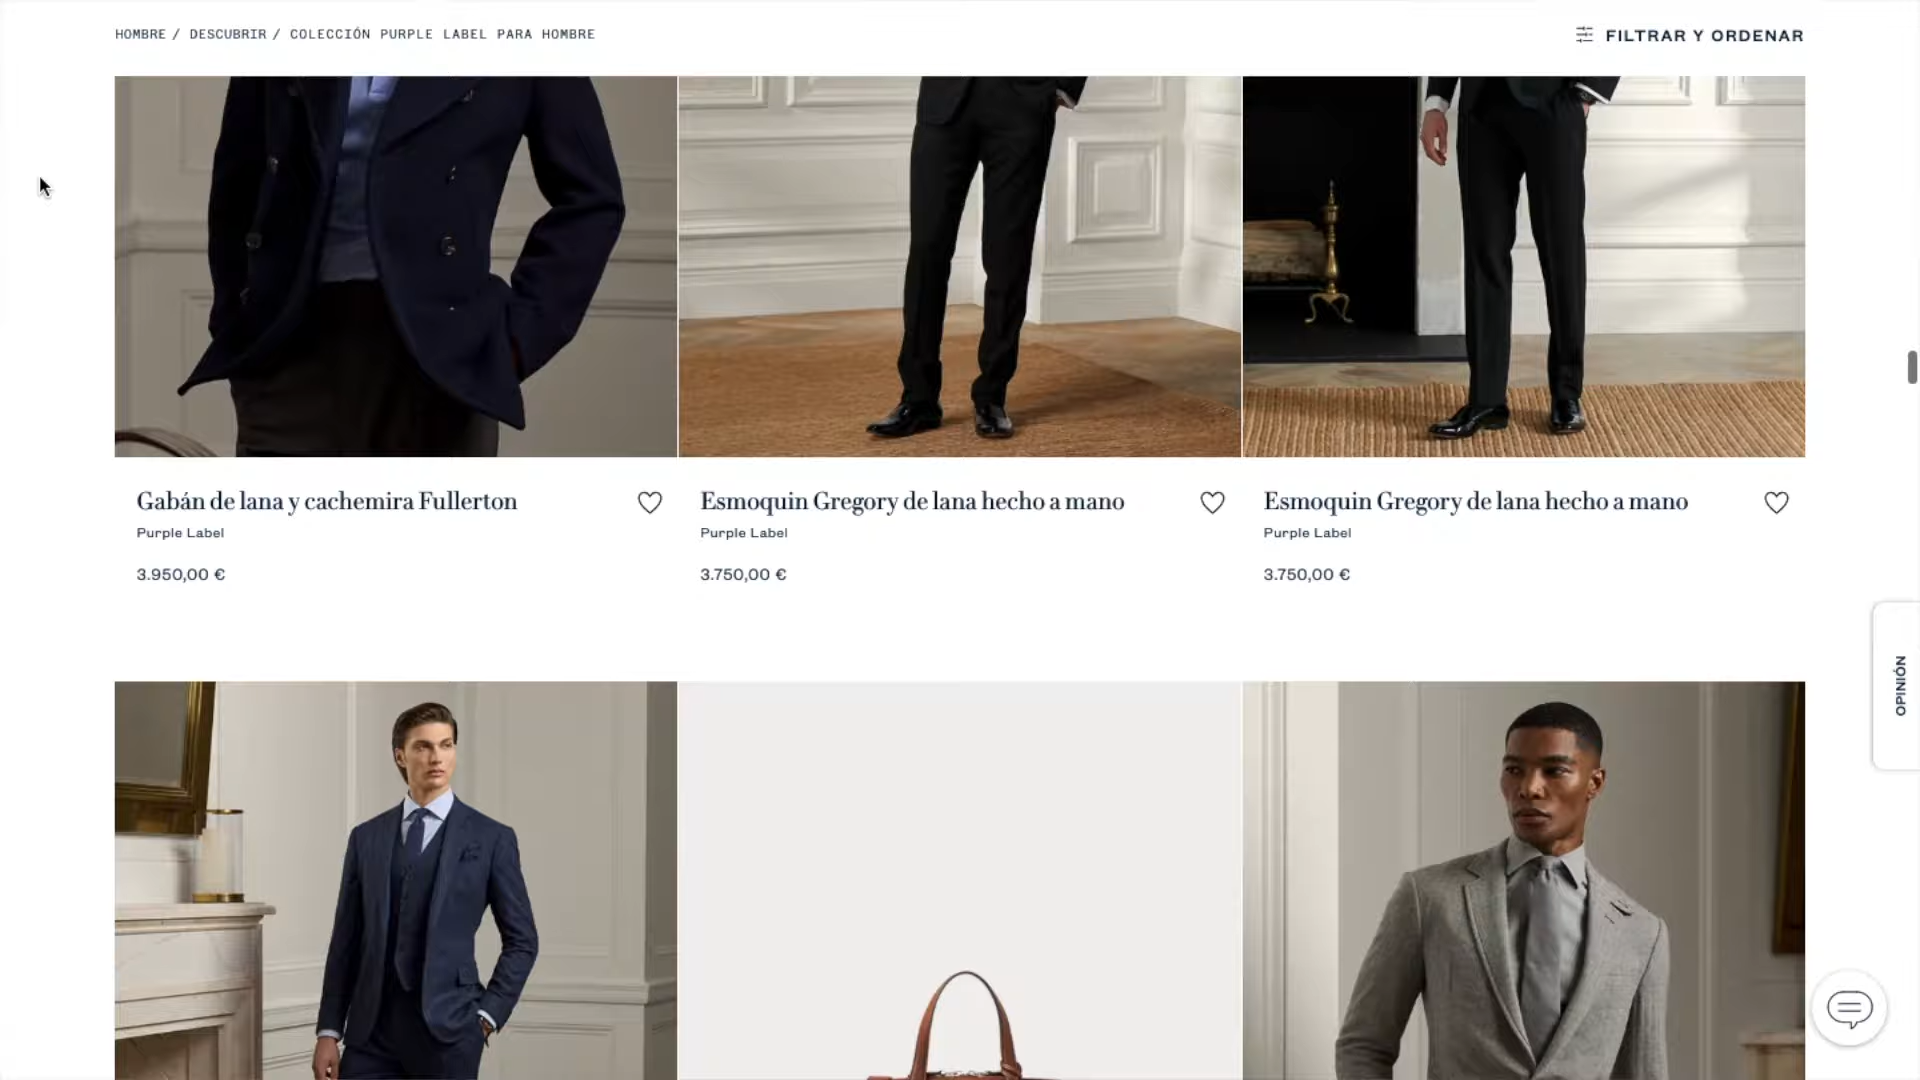 HOMBRE / DESCUBRIR / COLECCIÓN PURPLE LABEL PARA HOMBRE
FILTRAR Y ORDENAR
Gabán de lana y cachemira Fullerton
Purple Label
3.950,00 €
Esmoquin Gregory de lana hecho a mano
Purple Label
3.750,00 €
Esmoquin Gregory de lana hecho a mano
Purple Label
3.750,00 €
OPINIÓN